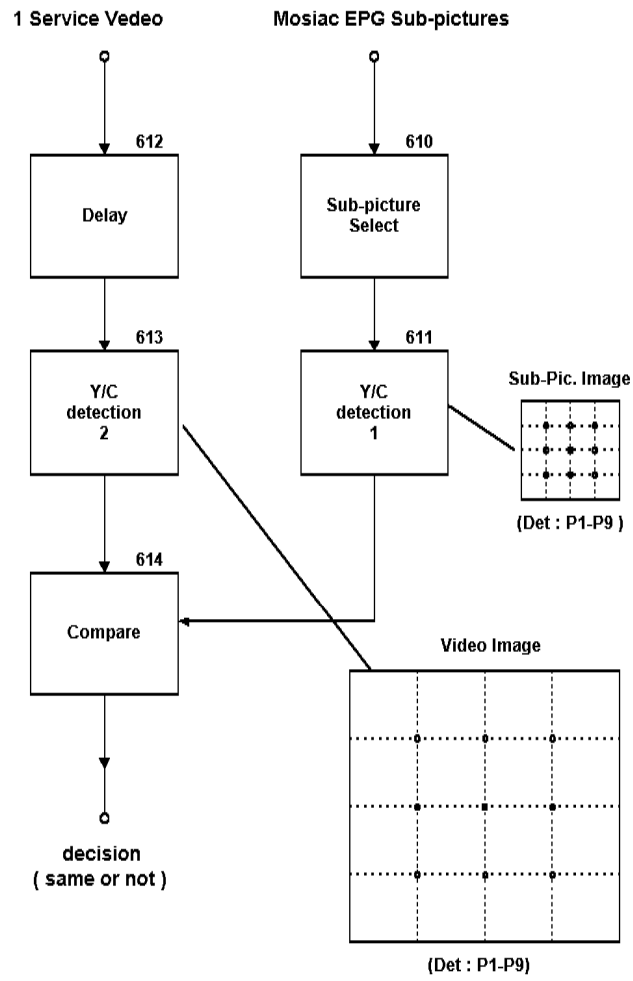 1 Service Vedeo
Mosiac EPG Sub-pictures
612
610
Delay
Sub-picture
Select
613
611
Y/C
detection
2
Y/C
detection
1
Sub-Pic. Image
(Det : P1-P9 )
614
Compare
Video Image
decision
( same or not )
(Det : P1-P9)